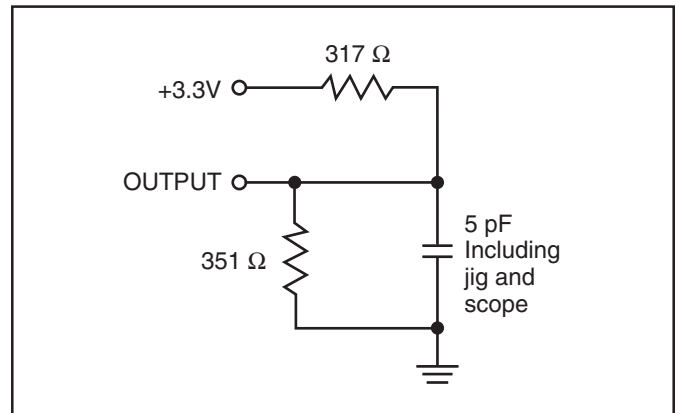 317 Ω
+3.3V
OUTPUT
351 Ω
5 pF
Including
jig and
scope